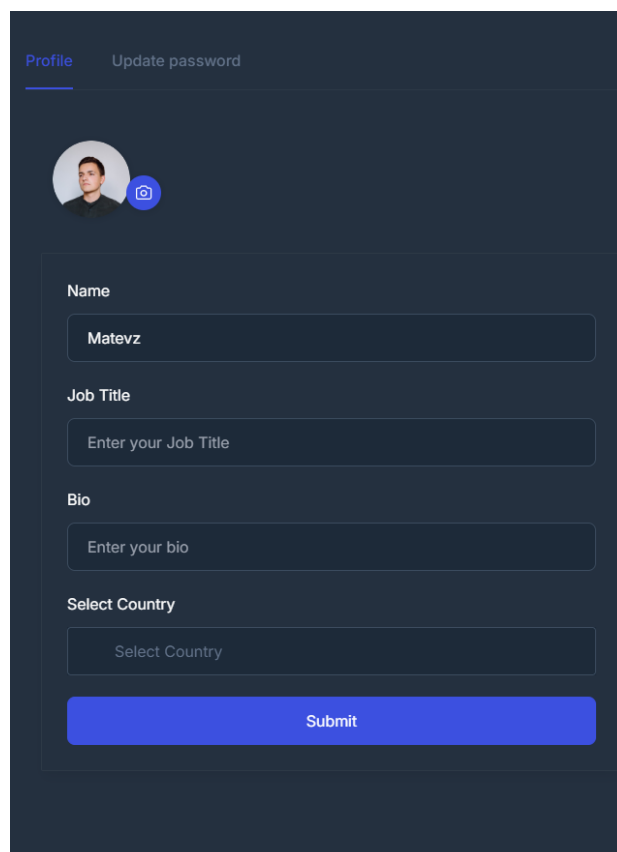 Profile Update password
Name
Matevz
Job Title
Enter your Job Title
Bio
Enter your bio
Select Country
Select Country
Submit